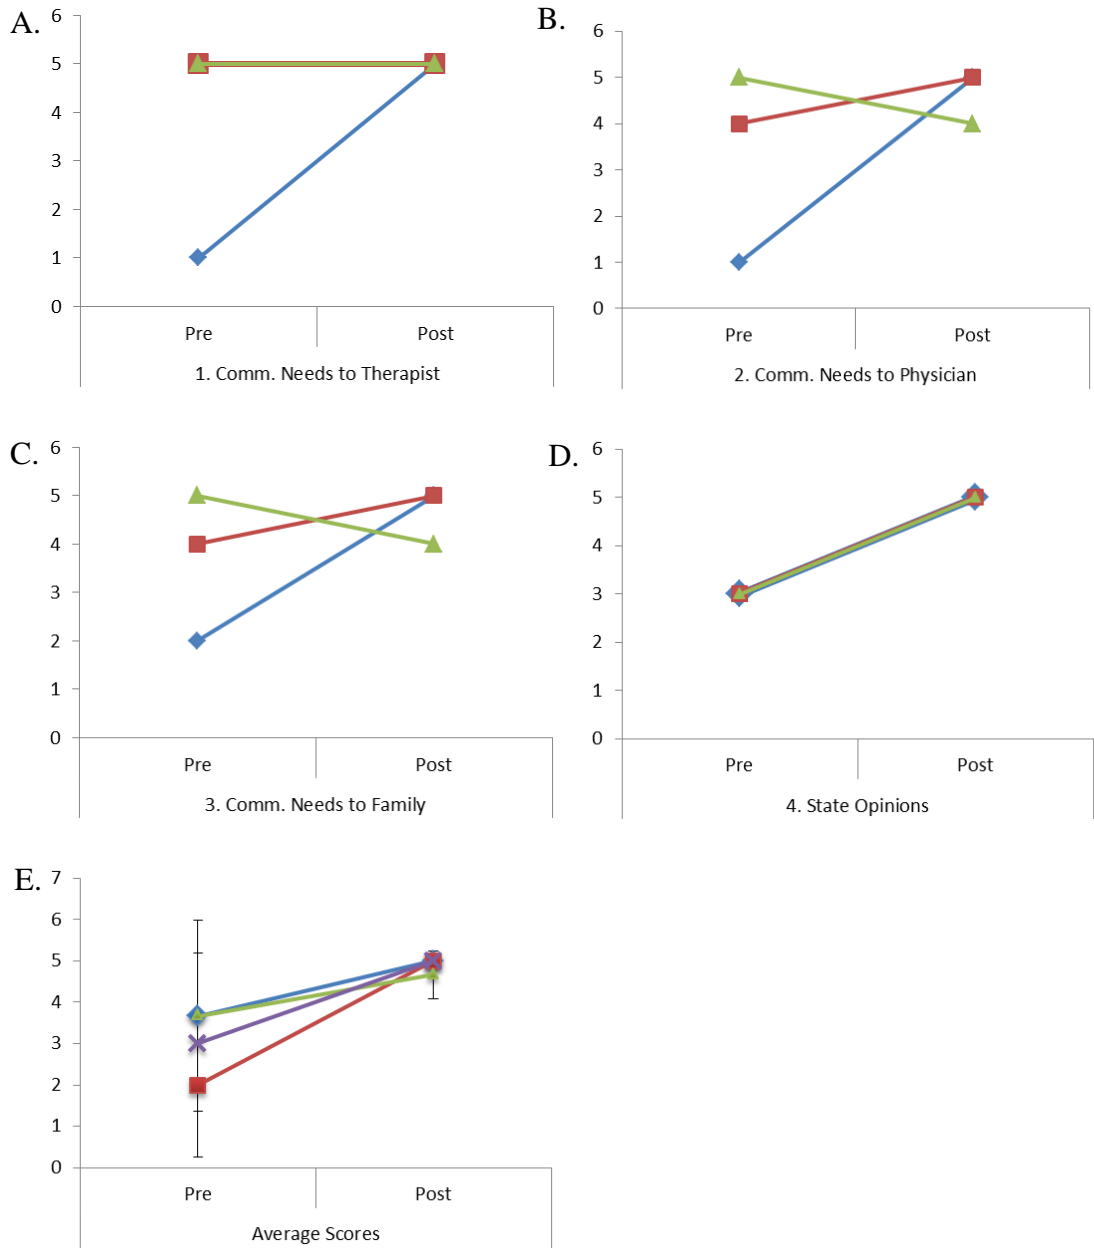 A.
6
5
4
3
2
1
0
Pre Post
1. Comm. Needs to Therapist
B.
6
5
4
3
2
1
0
Pre Post
2. Comm. Needs to Physician
C.
6
5
4
3
2
1
0
Pre Post
3. Comm. Needs to Family
D.
6
5
4
3
2
1
0
Pre Post
4. State Opinions
E.
7
6
5
4
3
2
1
0
Pre Post
Average Scores